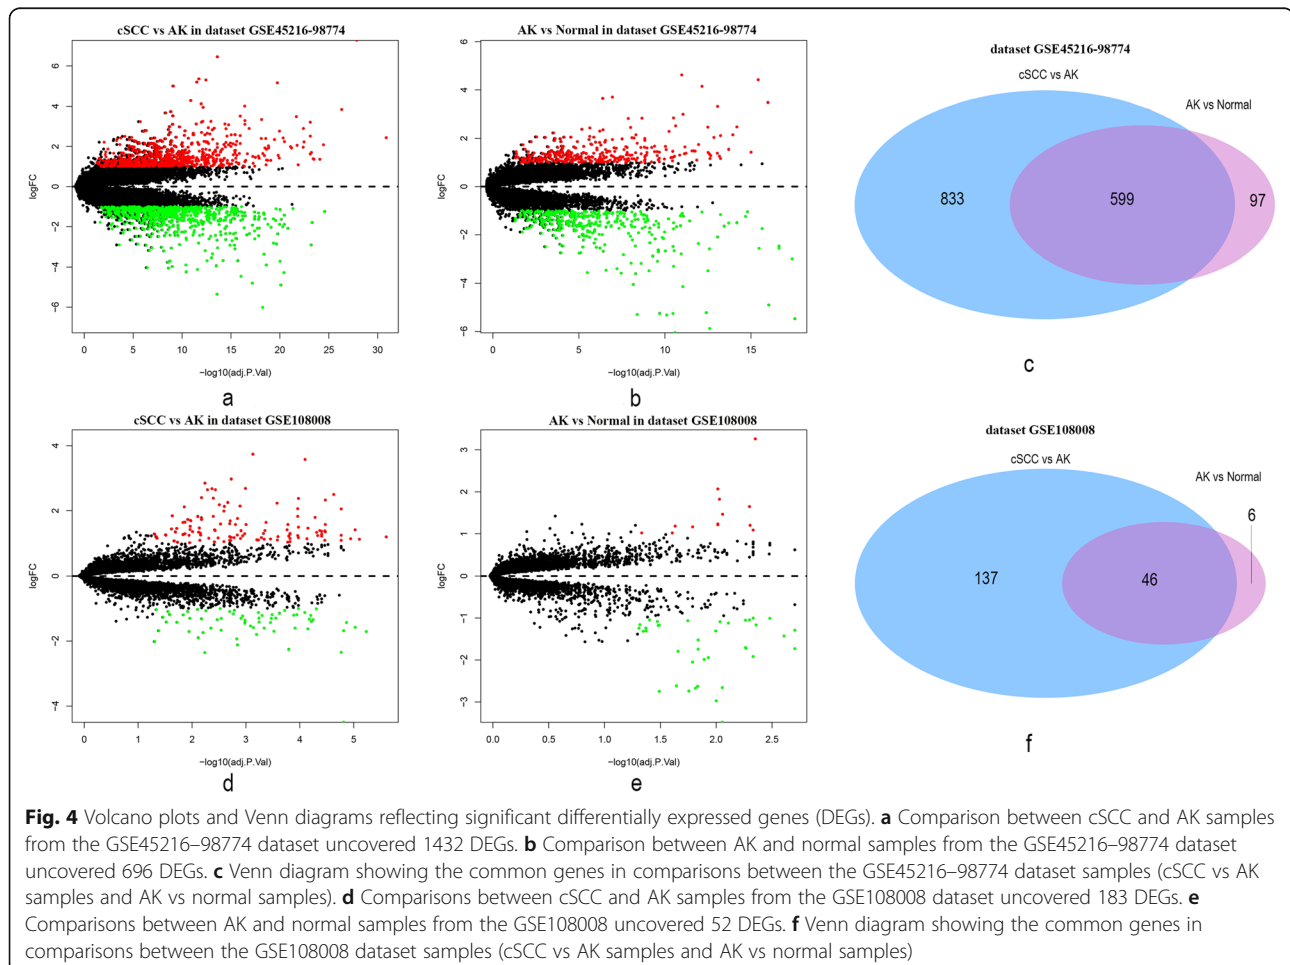 cSCC vs AK in dataset GSE45216-98774
logFC
6
4
2
0
−2
−4
−6
0
5
10
15
20
25
30
−log10(adj.P.Val)
a
AK vs Normal in dataset GSE45216-98774
logFC
6
4
2
0
−2
−4
−6
0
5
10
15
−log10(adj.P.Val)
b
dataset GSE45216-98774
cSCC vs AK
AK vs Normal
833
599
97
c
cSCC vs AK in dataset GSE108008
logFC
4
2
0
−2
−4
0
1
2
3
4
5
−log10(adj.P.Val)
d
AK vs Normal in dataset GSE108008
logFC
3
2
1
0
−1
−2
−3
0.0
0.5
1.0
1.5
2.0
2.5
−log10(adj.P.Val)
e
dataset GSE108008
cSCC vs AK
AK vs Normal
6
137
46
f
Fig. 4 Volcano plots and Venn diagrams reflecting significant differentially expressed genes (DEGs). a Comparison between cSCC and AK samples
from the GSE45216–98774 dataset uncovered 1432 DEGs. b Comparison between AK and normal samples from the GSE45216–98774 dataset
uncovered 696 DEGs. c Venn diagram showing the common genes in comparisons between the GSE45216–98774 dataset samples (cSCC vs AK
samples and AK vs normal samples). d Comparisons between cSCC and AK samples from the GSE108008 dataset uncovered 183 DEGs. e
Comparisons between AK and normal samples from the GSE108008 uncovered 52 DEGs. f Venn diagram showing the common genes in
comparisons between the GSE108008 dataset samples (cSCC vs AK samples and AK vs normal samples)